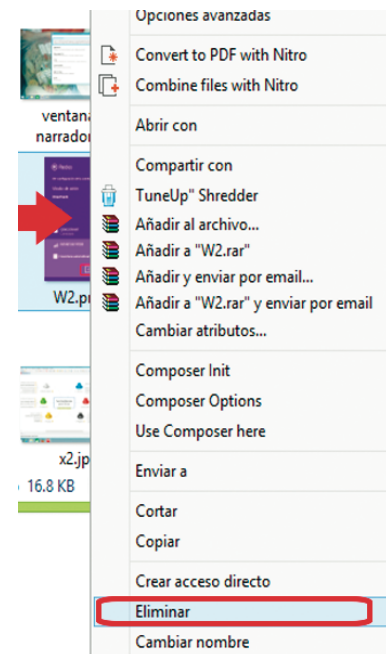 Opciones avanzadas
Convert to PDF with Nitro
Combine files with Nitro
Abrir con
Compartir con
TuneUp" Shredder
Añadir al archivo...
Añadir a "W2.rar"
Añadir y enviar por email...
Añadir a "W2.rar" y enviar por email
Cambiar atributos...
Composer Init
Composer Options
Use Composer here
Enviar a
Cortar
Copiar
Crear acceso directo
Eliminar
Cambiar nombre
ventana
narrado
W2.p
x2.jp
16.8 KB